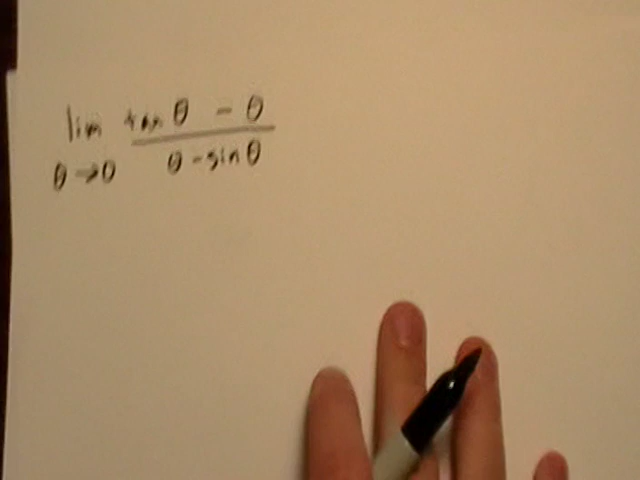 lim tan θ - θ
θ → 0 θ - sin θ